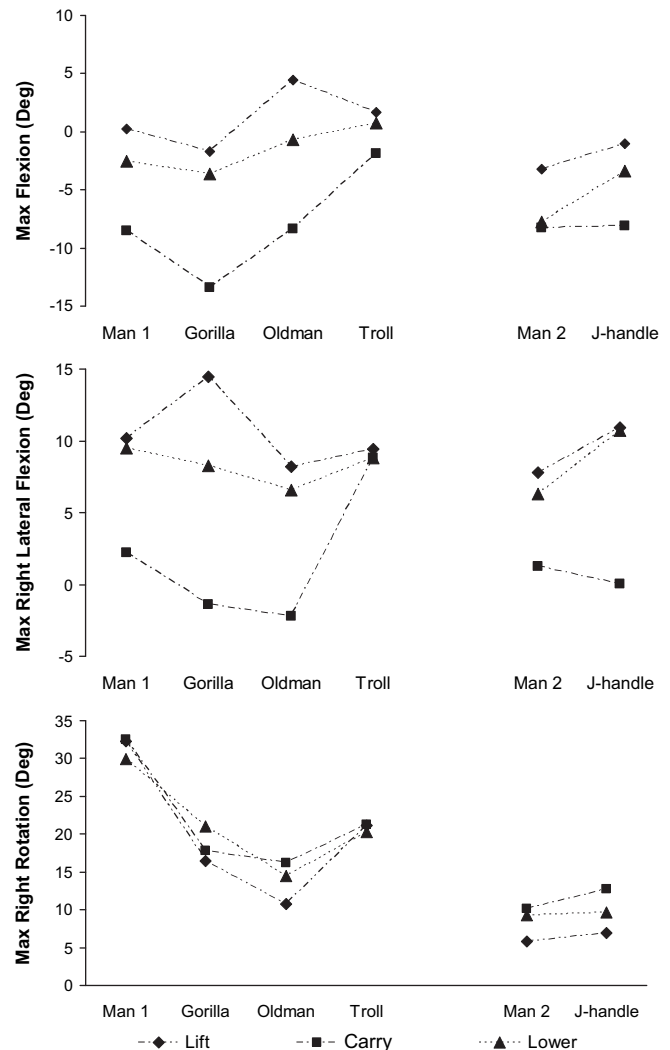 Max Flexion (Deg)
10
5
0
-5
-10
-15
Man 1 Gorilla Oldman Troll Man 2 J-handle
Max Right Lateral Flexion (Deg)
15
10
5
0
-5
Man 1 Gorilla Oldman Troll Man 2 J-handle
Max Right Rotation (Deg)
35
30
25
20
15
10
5
0
Man 1 Gorilla Oldman Troll Man 2 J-handle
Lift Carry Lower